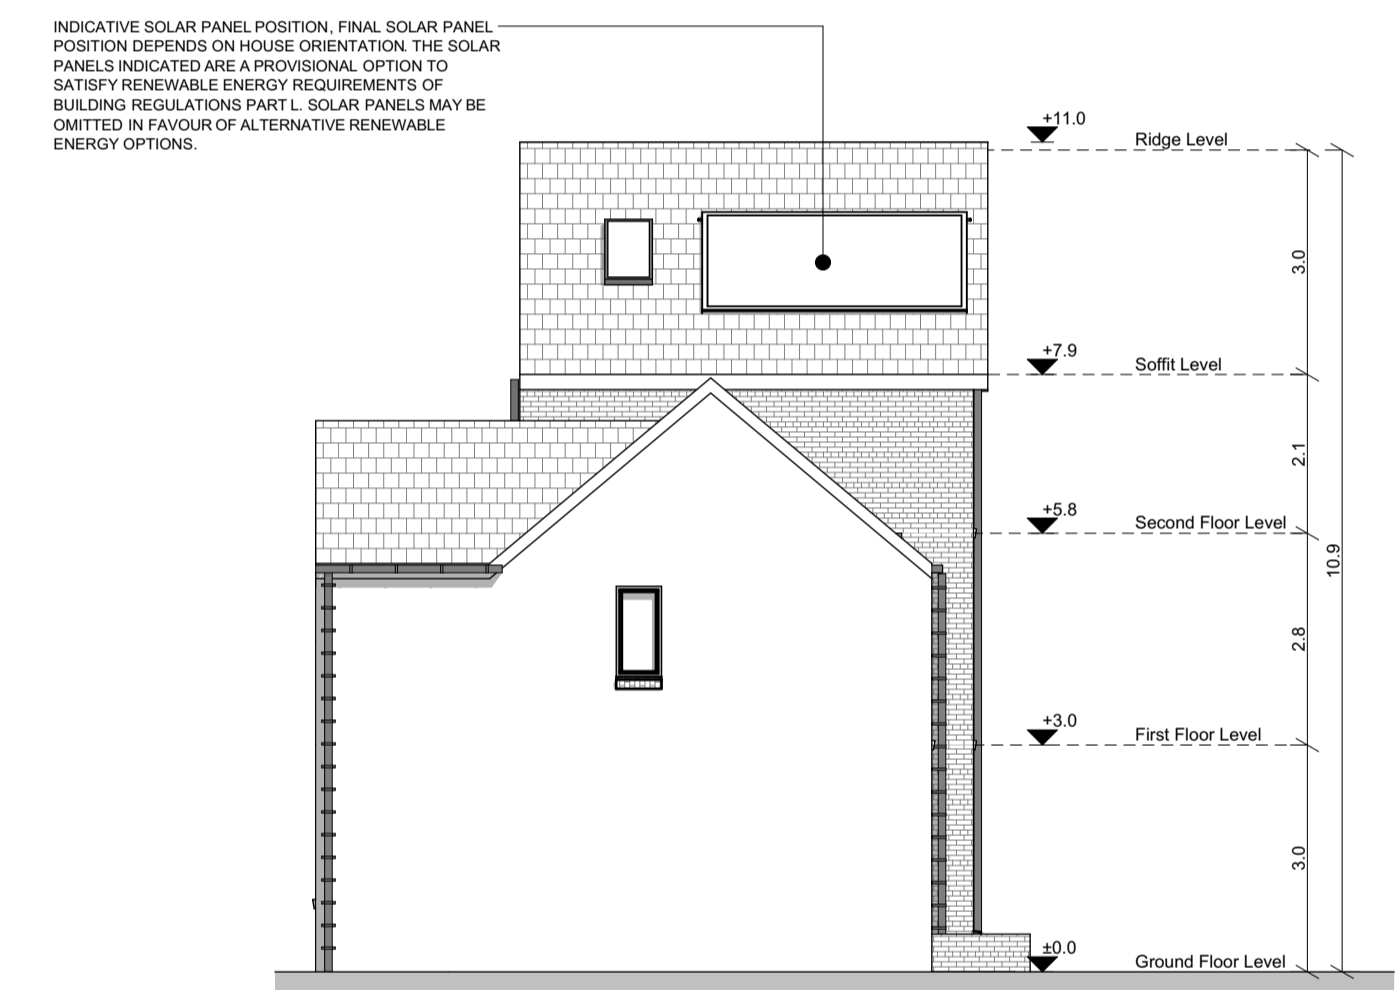 INDICATIVE SOLAR PANEL POSITION, FINAL SOLAR PANEL
POSITION DEPENDS ON HOUSE ORIENTATION. THE SOLAR
PANELS INDICATED ARE A PROVISIONAL OPTION TO
SATISFY RENEWABLE ENERGY REQUIREMENTS OF
BUILDING REGULATIONS PART L. SOLAR PANELS MAY BE
OMITTED IN FAVOUR OF ALTERNATIVE RENEWABLE
ENERGY OPTIONS.
+11.0
Ridge Level
3.0
+7.9
Soffit Level
2.1
+5.8
Second Floor Level
10.9
2.8
+3.0
First Floor Level
3.0
±0.0
Ground Floor Level